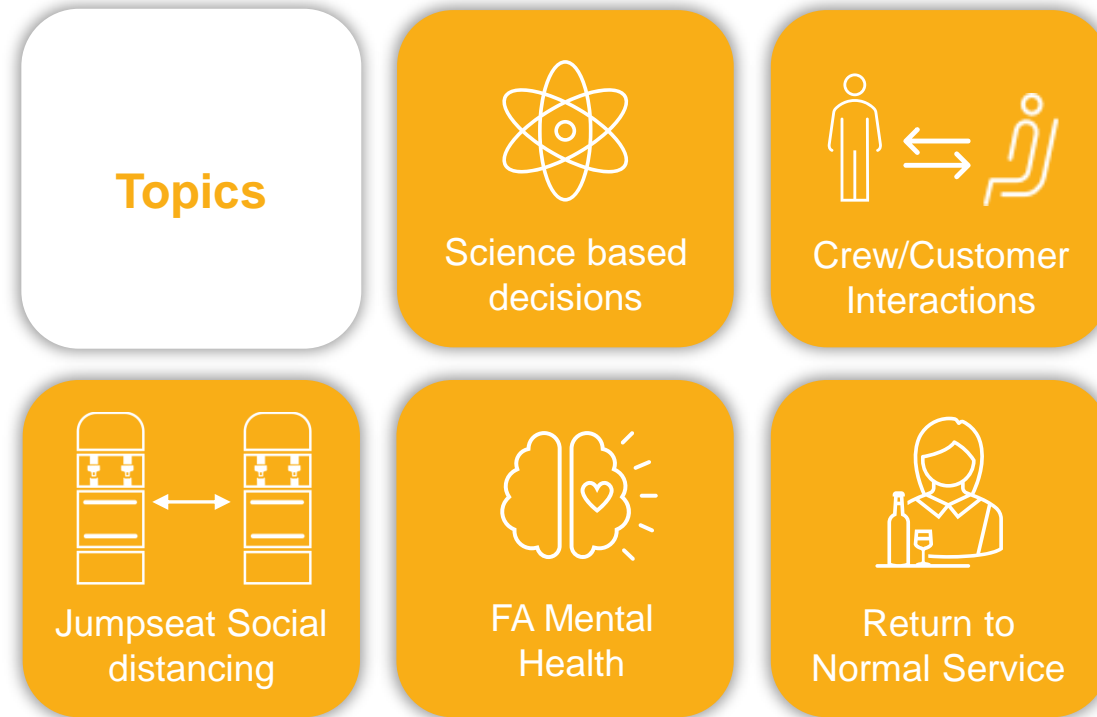 Topics
Science based
decisions
Crew/Customer
Interactions
Jumpseat Social
distancing
FA Mental
Health
Return to
Normal Service